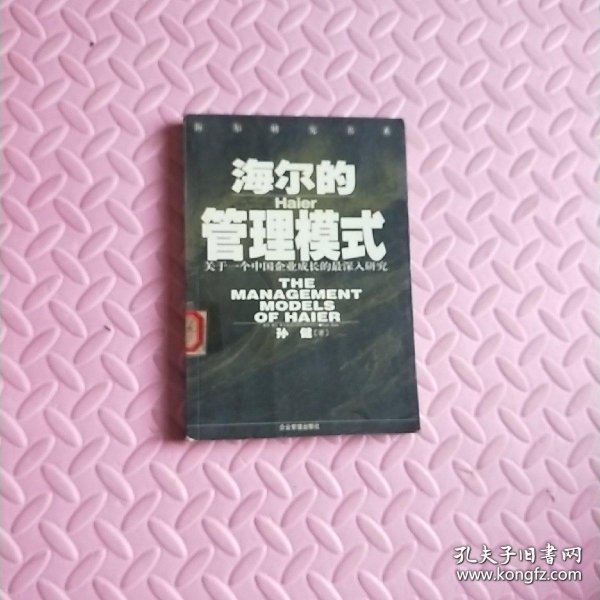 海尔研究书系
海尔的
Haier
管理模式
关于一个中国企业成长的最深入研究
THE
MANAGEMENT
MODELS
OF HAIER
孙健〔著〕
企业管理出版社
孔夫子旧书网
www.kongfz.com